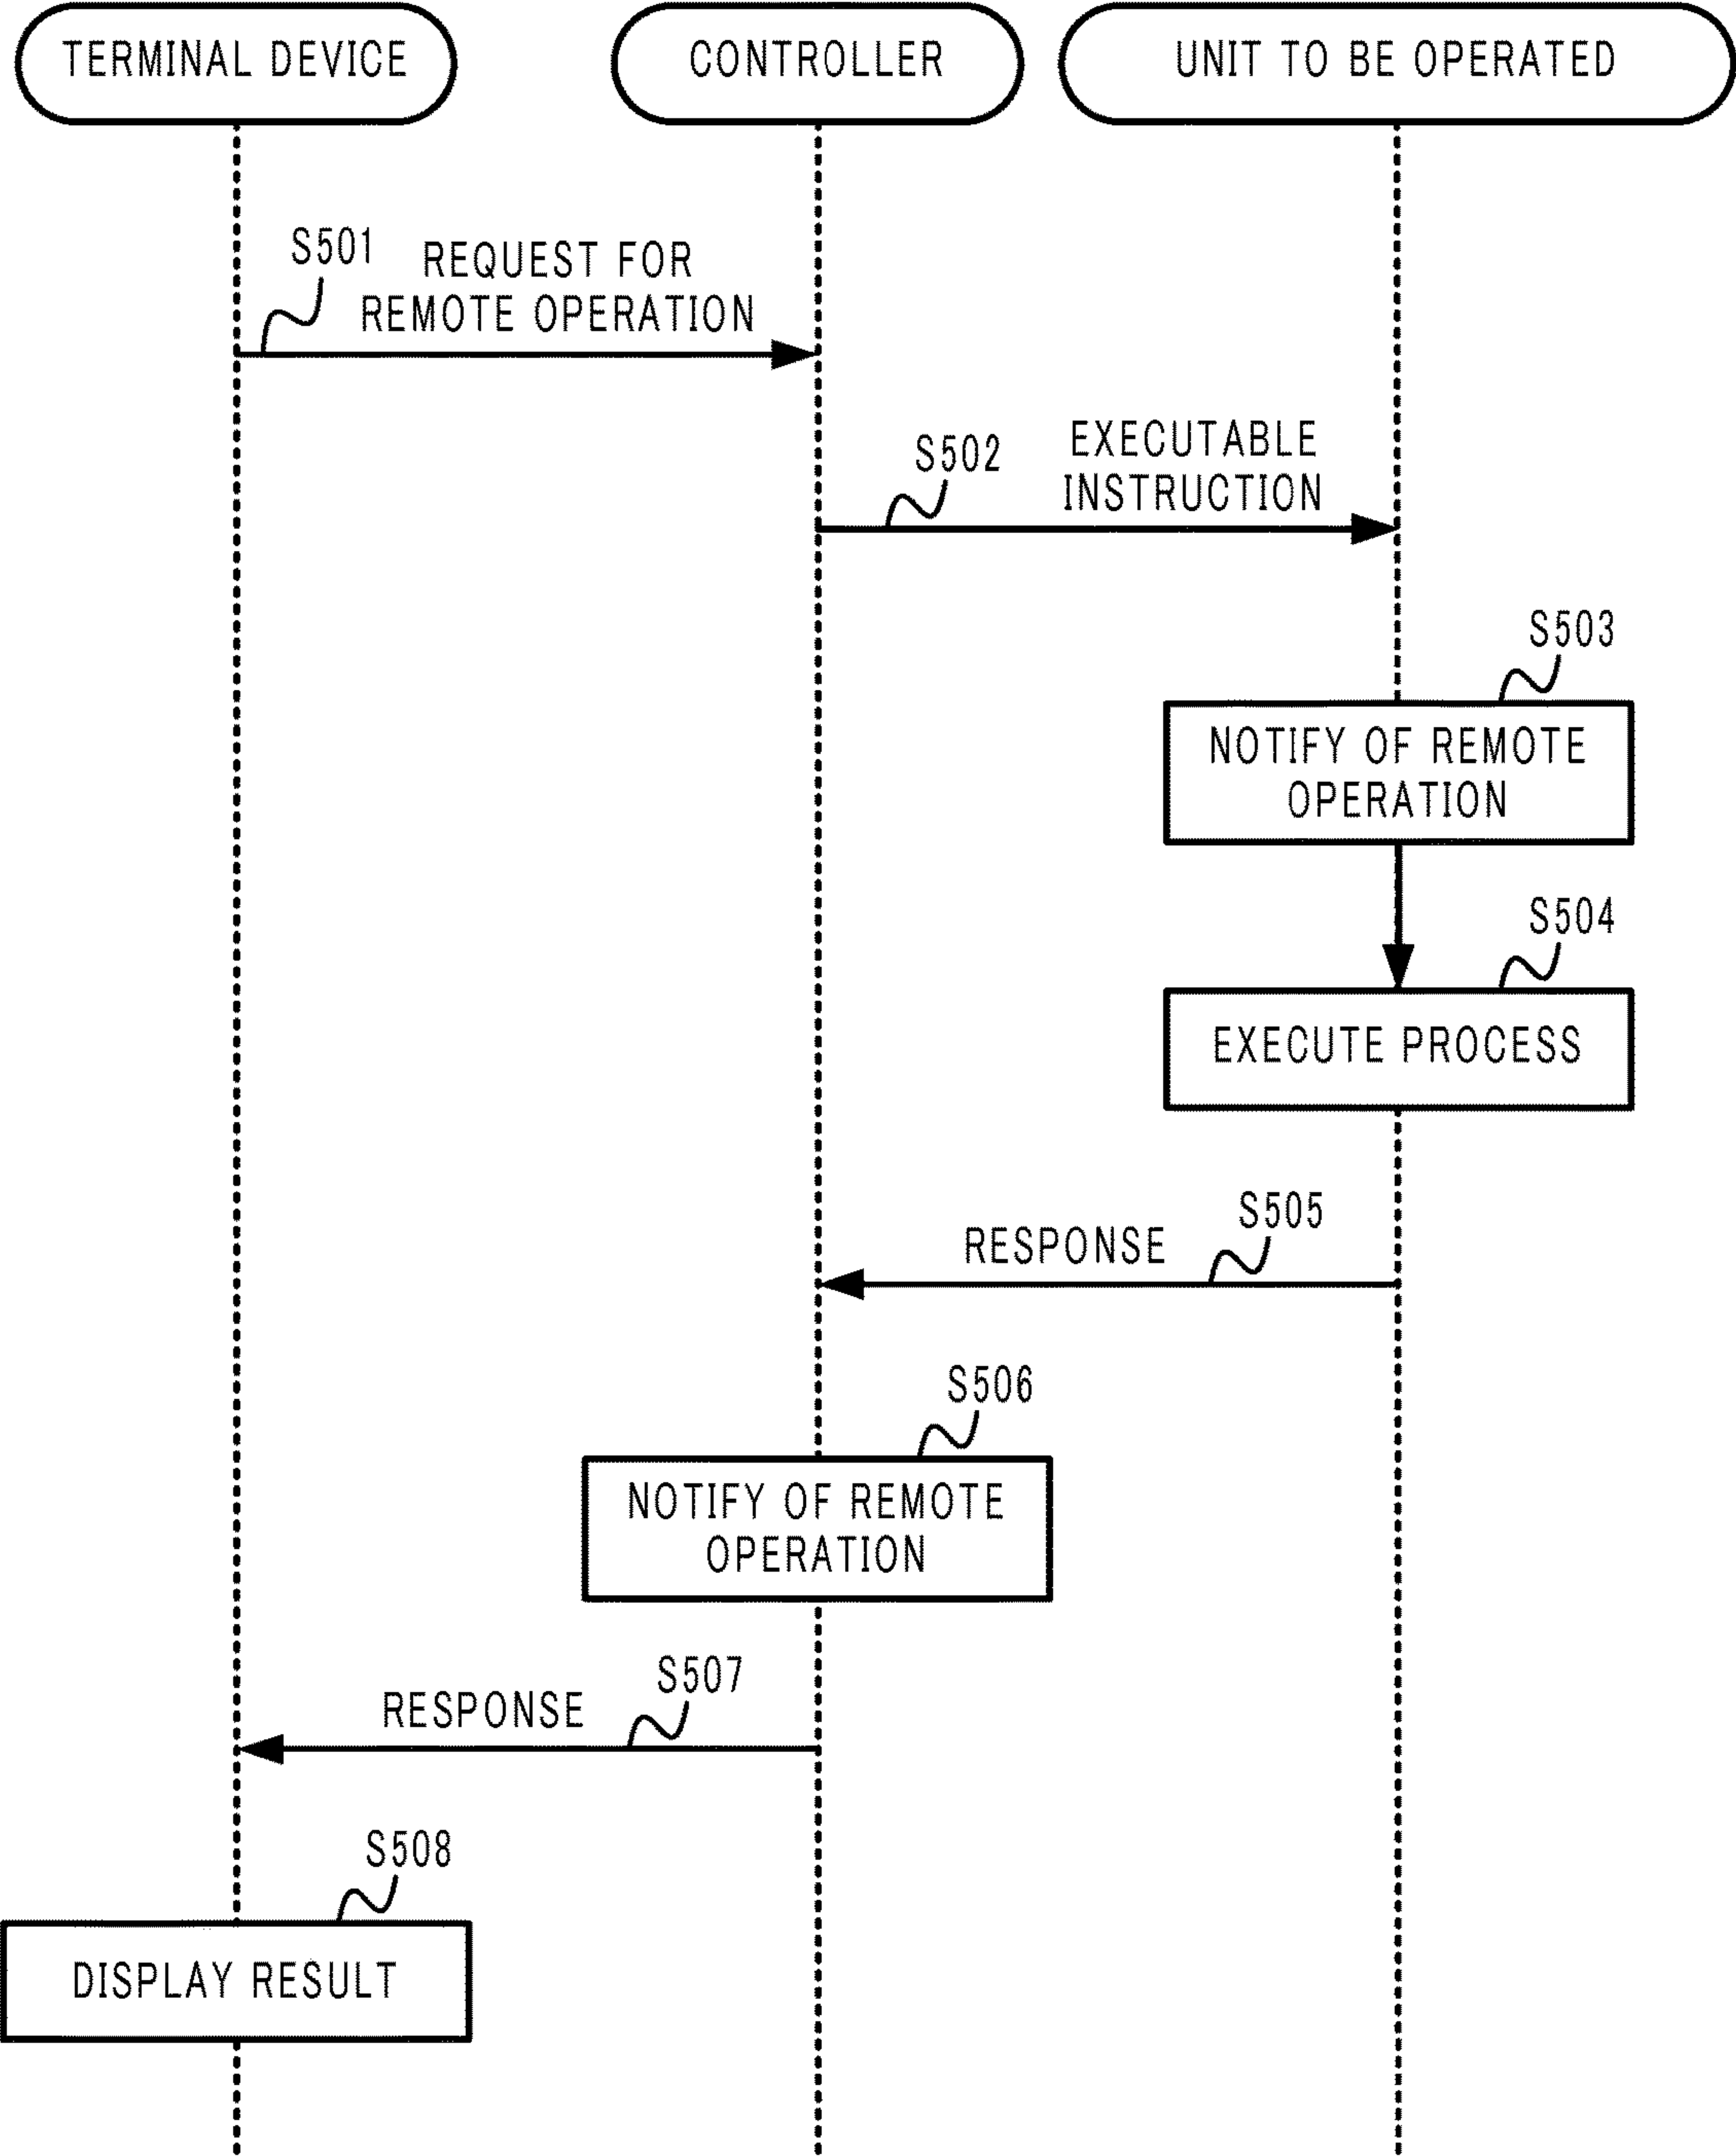 TERMINAL DEVICE
CONTROLLER
UNIT TO BE OPERATED
S501
REQUEST FOR
REMOTE OPERATION
S502
EXECUTABLE
INSTRUCTION
S503
NOTIFY OF REMOTE
OPERATION
S504
EXECUTE PROCESS
S505
RESPONSE
S506
NOTIFY OF REMOTE
OPERATION
S507
RESPONSE
S508
DISPLAY RESULT